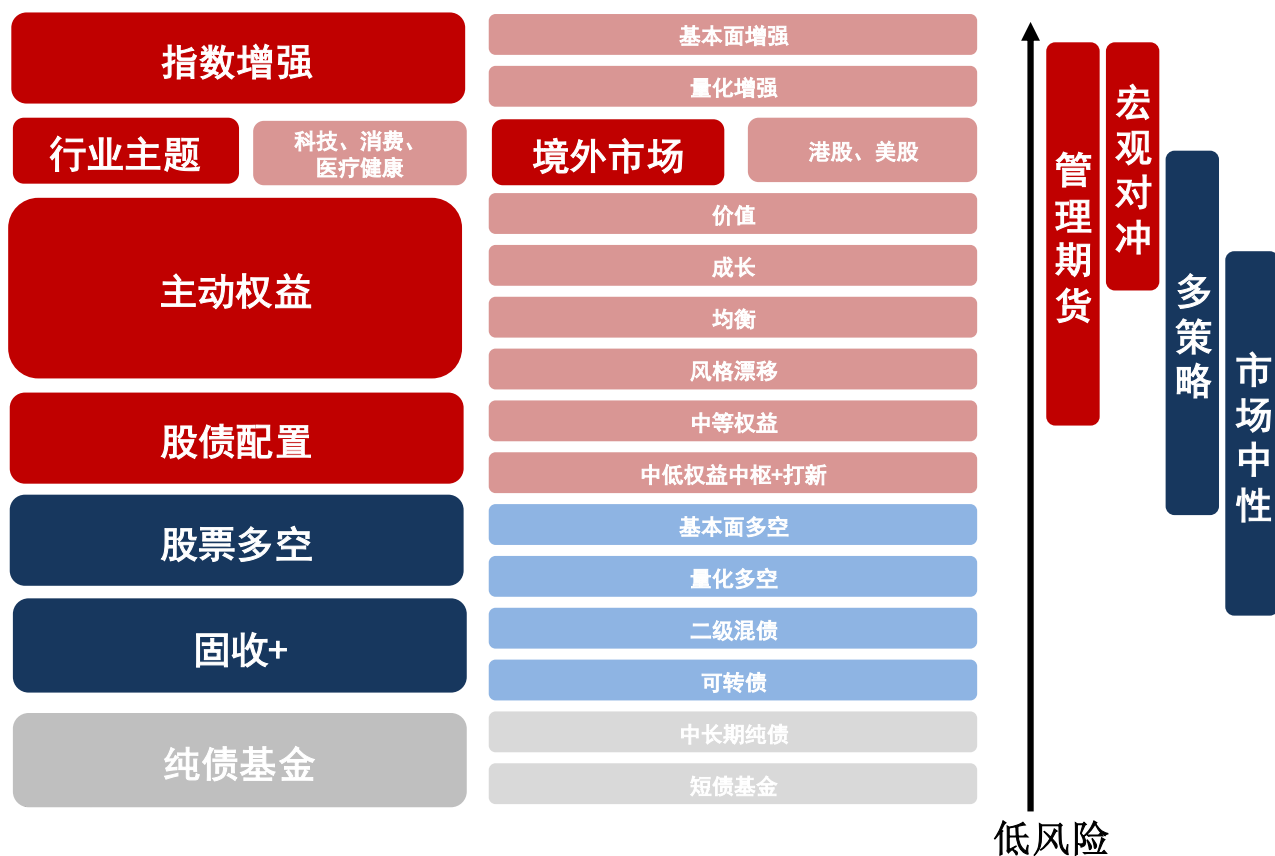 指数增强
基本面增强
量化增强
行业主题
科技、消费、
医疗健康
境外市场
港股、美股
主动权益
价值
成长
均衡
风格漂移
股债配置
中等权益
中低权益中枢+打新
股票多空
基本面多空
量化多空
固收+
二级混债
可转债
纯债基金
中长期纯债
短债基金
管理期货
宏观对冲
多策略
市场中性
低风险